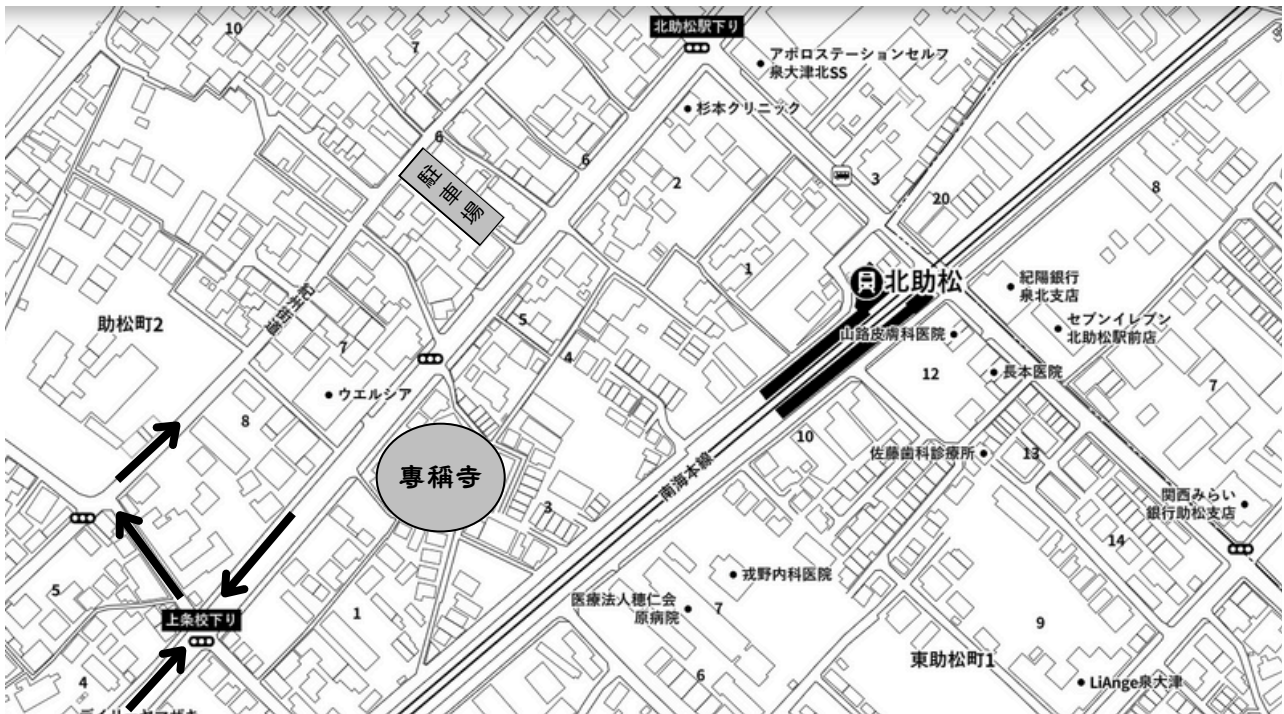 10
7
北助松駅下り
アポロステーションセルフ
泉大津北SS
杉本クリニック
6
6
駐車場
2
3
20
8
1
北助松
紀陽銀行
泉北支店
セブンイレブン
北助松駅前店
山路皮膚科医院
長本医院
12
7
紀州街道
助松町2
7
5
4
ウエルシア
8
專稱寺
10
佐藤歯科診療所
13
南海本線
3
関西みらい
銀行助松支店
14
5
戎野内科医院
医療法人穂仁会
原病院
7
上条校下り
1
9
東助松町1
6
4
LiAnge泉大津